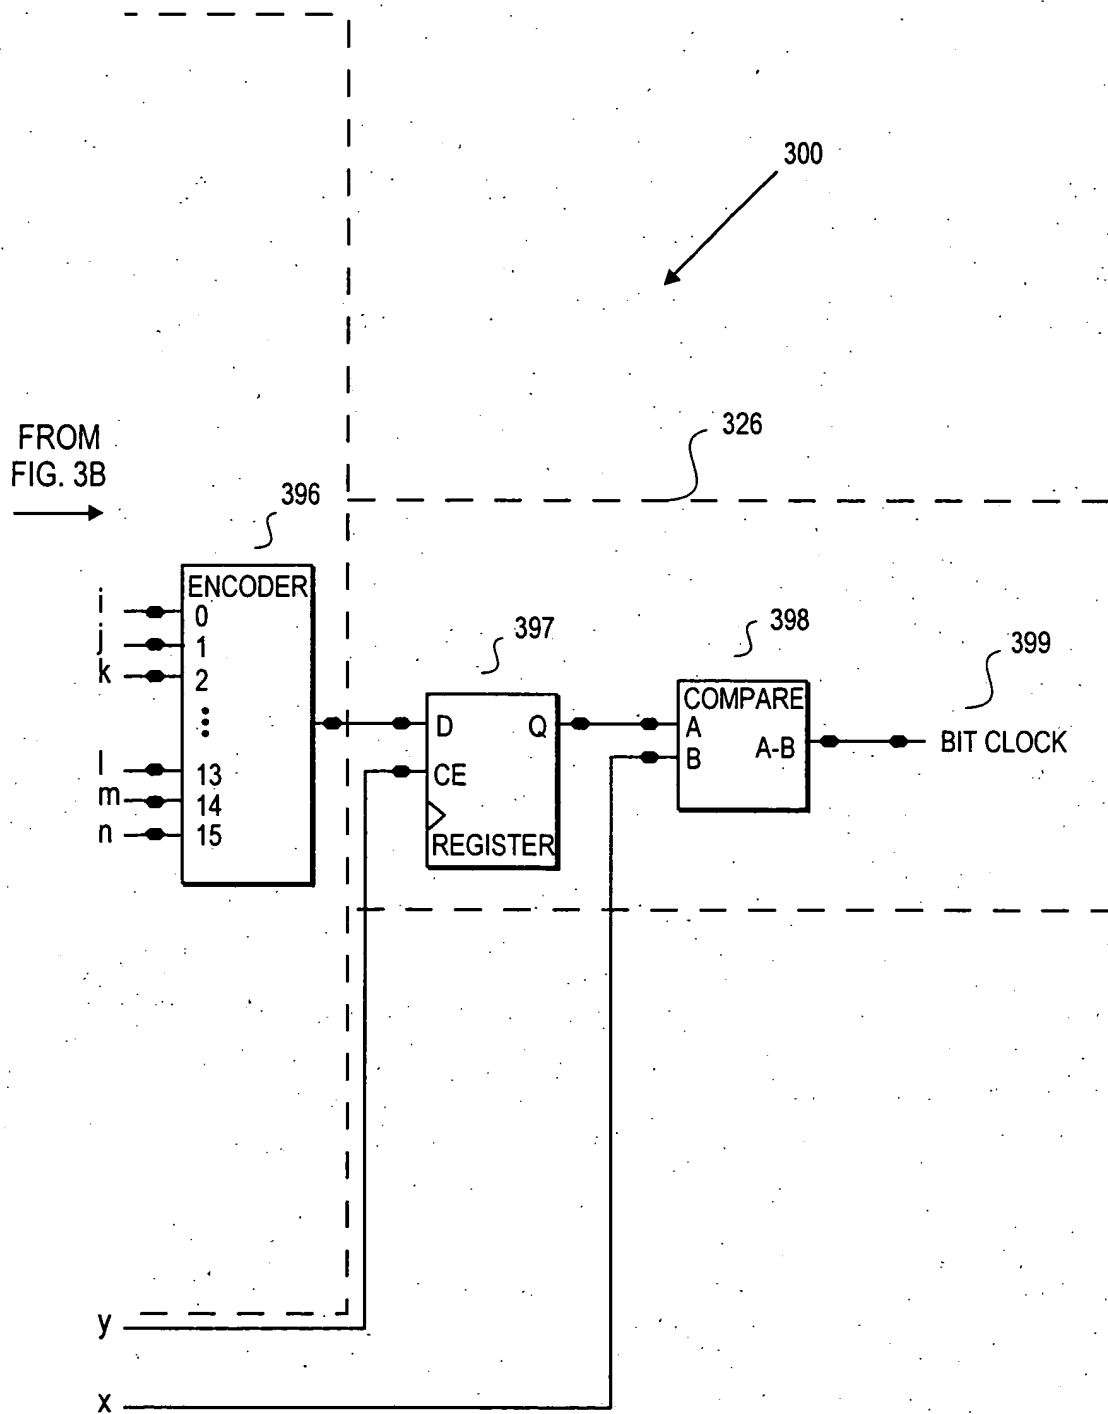 300
326
FROM
FIG. 3B
396
ENCODER
i 0
j 1
k 2
l 13
m 14
n 15
397
D Q
CE
REGISTER
398
COMPARE
A
B
A-B
399
BIT CLOCK
y
x